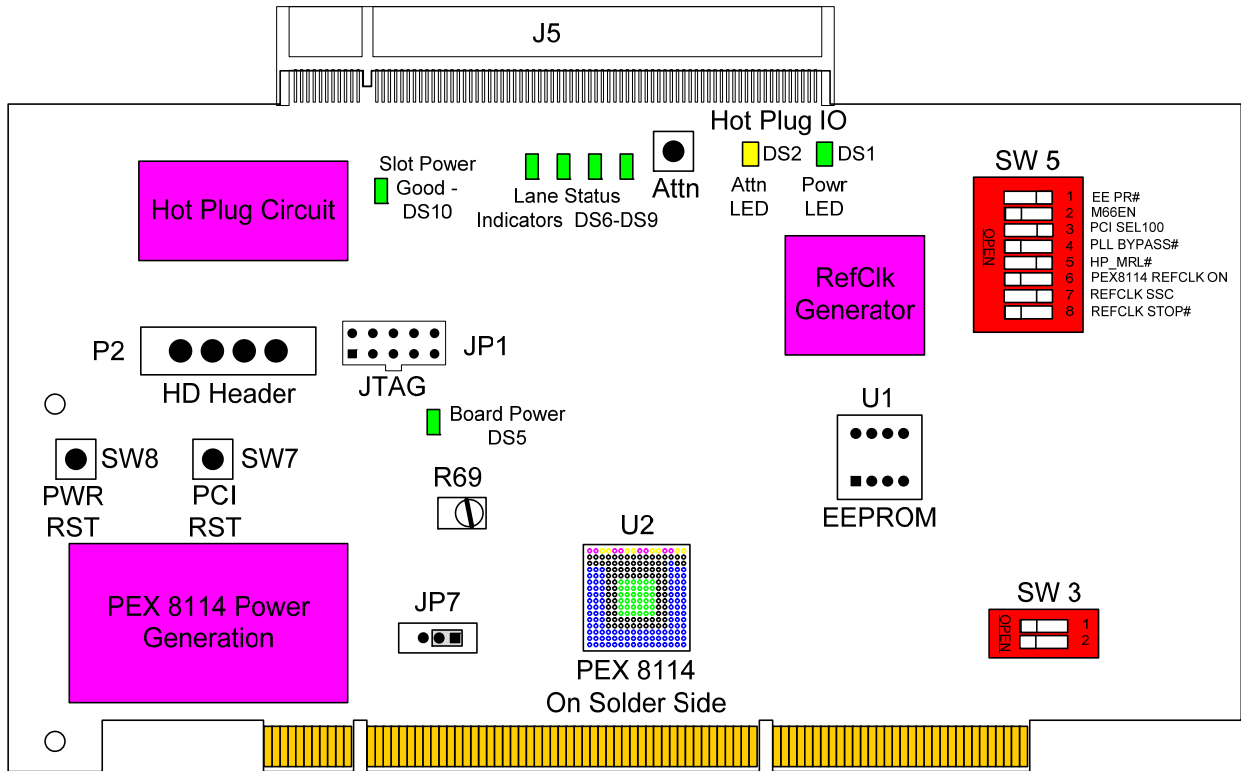 J5
Hot Plug IO
DS2
DS1
Attn
LED
Powr
LED
Attn
Slot Power
Good -
DS10
Lane Status
Indicators DS6-DS9
Hot Plug Circuit
RefClk
Generator
SW 5
OPEN
1 EE PR#
2 M66EN
3 PCI SEL100
4 PLL BYPASS#
5 HP_MRL#
6 PEX8114 REFCLK ON
7 REFCLK SSC
8 REFCLK STOP#
P2
HD Header
JP1
JTAG
Board Power
DS5
U1
EEPROM
SW8
PWR
RST
SW7
PCI
RST
R69
U2
PEX 8114
On Solder Side
PEX 8114 Power
Generation
JP7
SW 3
OPEN
1
2